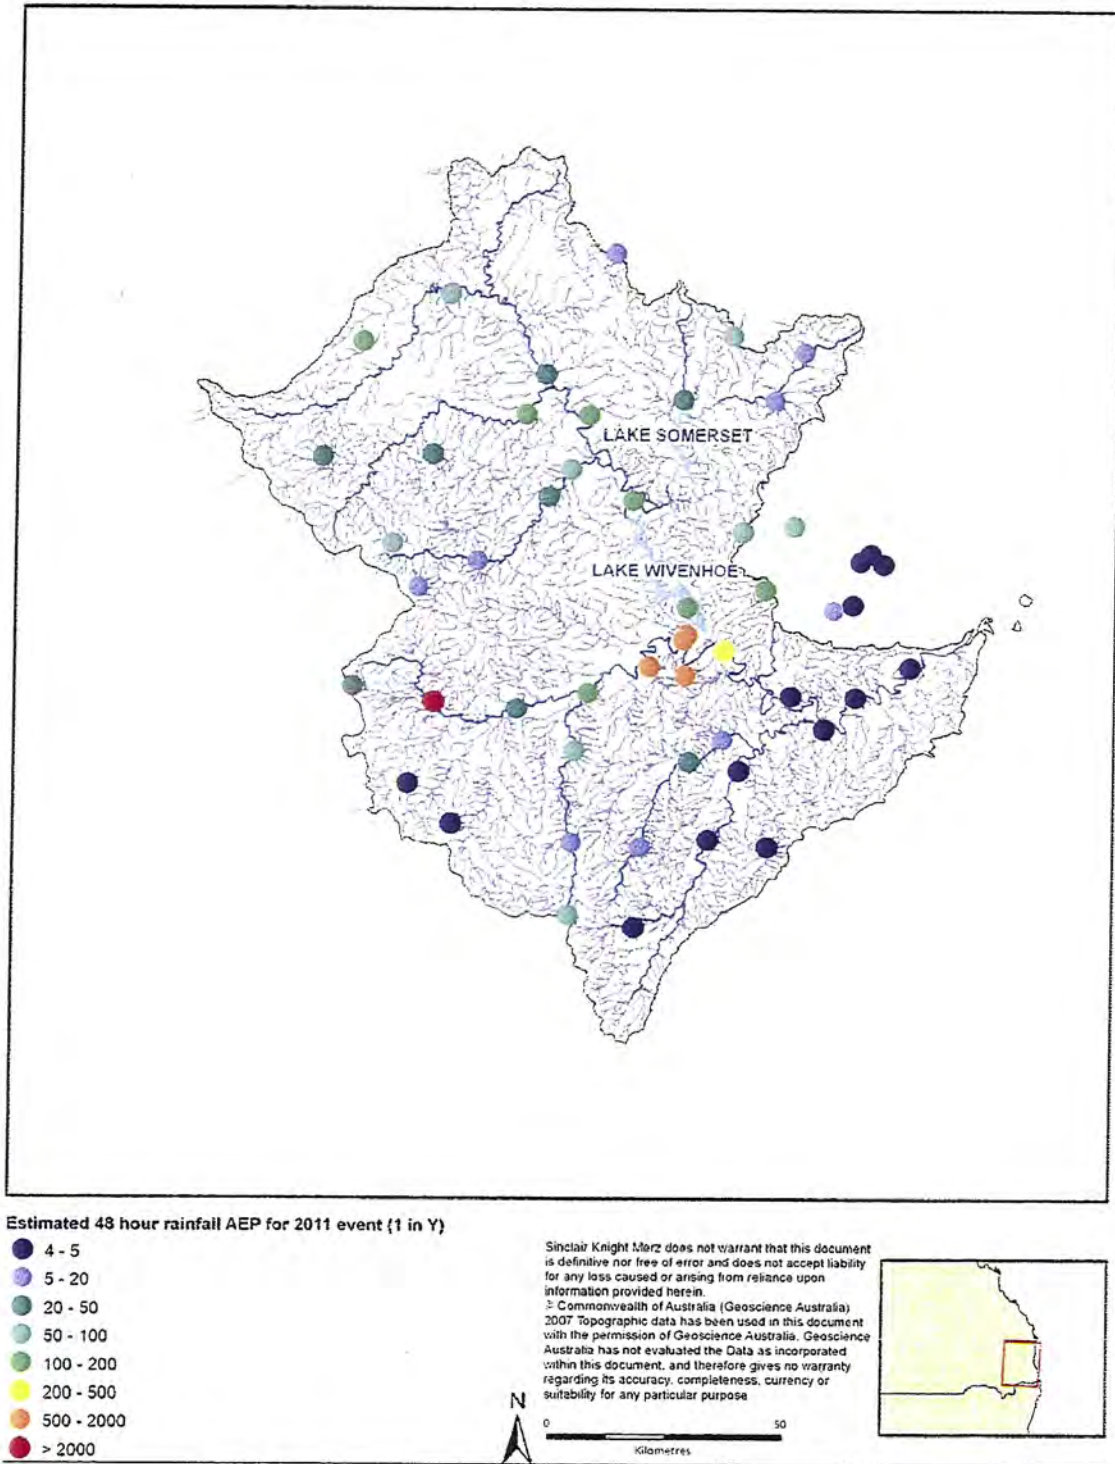 LAKE SOMERSET
LAKE WIVENHOE
Estimated 48 hour rainfall AEP for 2011 event (1 in Y)
4 - 5
5 - 20
20 - 50
50 - 100
100 - 200
200 - 500
500 - 2000
> 2000
Sinclair Knight Merz does not warrant that this document
is definitive nor free of error and does not accept liability
for any loss caused or arising from reliance upon
information provided herein.
© Commonwealth of Australia (Geoscience Australia)
2007 Topographic data has been used in this document
with the permission of Geoscience Australia. Geoscience
Australia has not evaluated the Data as incorporated
within this document, and therefore gives no warranty
regarding its accuracy, completeness, currency or
suitability for any particular purpose
N
0 50
Kilometres